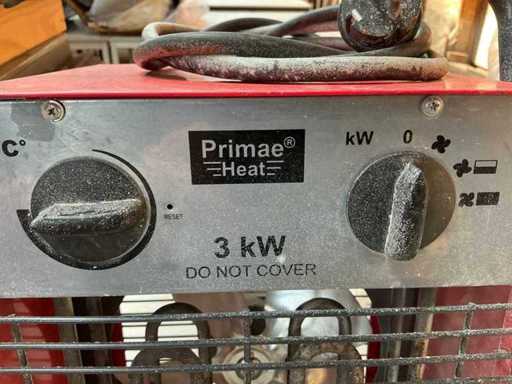 kW 0
C°
Primae®
Heat
RESET
3 kW
DO NOT COVER